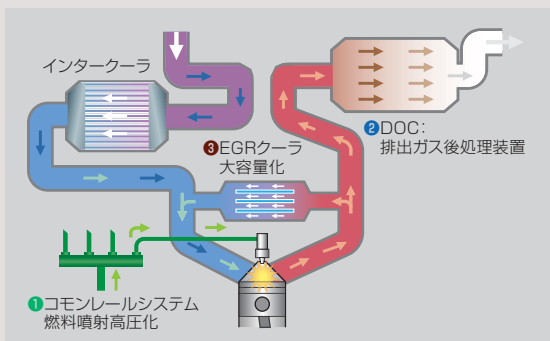 インタークーラ
❸EGRクーラ
大容量化
❷DOC：
排出ガス後処理装置
❶コモンレールシステム
燃料噴射高圧化